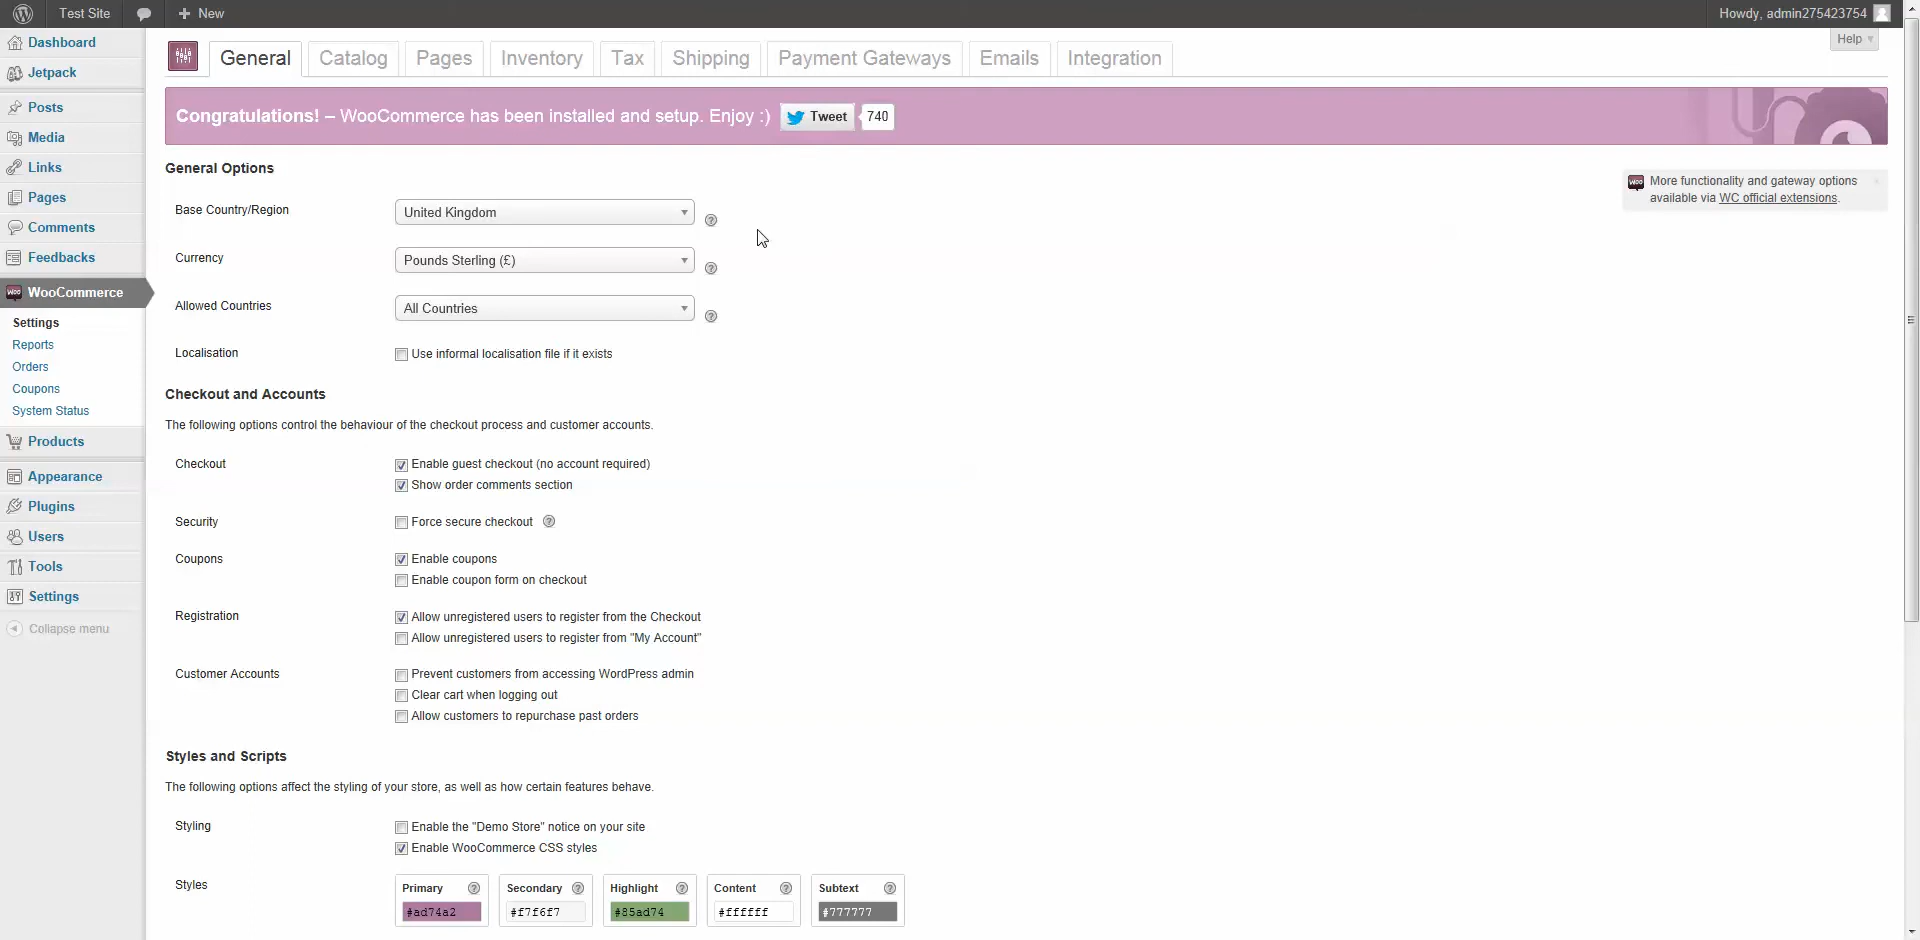 Test Site
New
Howdy, admin275423754
Dashboard
Jetpack
Posts
Media
Links
Pages
Comments
Feedbacks
WooCommerce
Settings
Reports
Orders
Coupons
System Status
Products
Appearance
Plugins
Users
Tools
Settings
Collapse menu
Help
General
Catalog
Pages
Inventory
Tax
Shipping
Payment Gateways
Emails
Integration
Congratulations! – WooCommerce has been installed and setup. Enjoy :)
Tweet
740
More functionality and gateway options
available via WC official extensions.
General Options
Base Country/Region
United Kingdom
Currency
Pounds Sterling (£)
Allowed Countries
All Countries
Localisation
Use informal localisation file if it exists
Checkout and Accounts
The following options control the behaviour of the checkout process and customer accounts.
Checkout
Enable guest checkout (no account required)
Show order comments section
Security
Force secure checkout
Coupons
Enable coupons
Enable coupon form on checkout
Registration
Allow unregistered users to register from the Checkout
Allow unregistered users to register from "My Account"
Customer Accounts
Prevent customers from accessing WordPress admin
Clear cart when logging out
Allow customers to repurchase past orders
Styles and Scripts
The following options affect the styling of your store, as well as how certain features behave.
Styling
Enable the "Demo Store" notice on your site
Enable WooCommerce CSS styles
Styles
Primary
#ad74a2
Secondary
#f7f6f7
Highlight
#85ad74
Content
#ffffff
Subtext
#777777